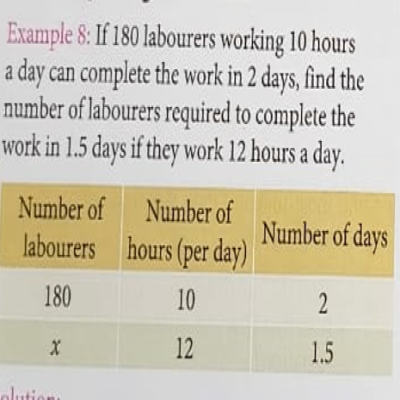 Example 8: If 180 labourers working 10 hours
a day can complete the work in 2 days, find the
number of labourers required to complete the
work in 1.5 days if they work 12 hours a day.
Number of labourers Number of hours (per day) Number of days
180 10 2
x 12 1.5